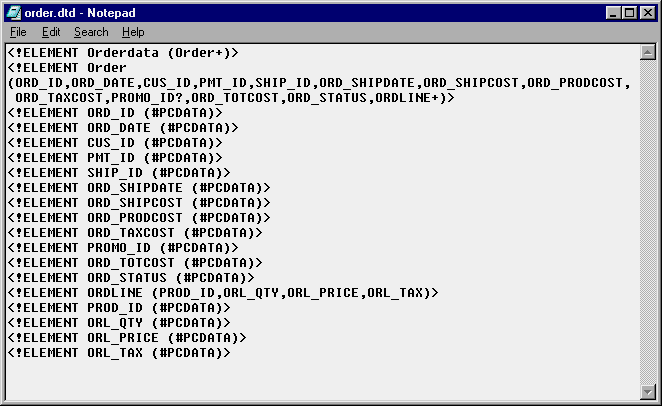 order.dtd - Notepad
File Edit Search Help
<!ELEMENT Orderdata (Order+)>
<!ELEMENT Order
(ORD_ID,ORD_DATE,CUS_ID,PMT_ID,SHIP_ID,ORD_SHIPDATE,ORD_SHIPCOST,ORD_PRODCOST,
ORD_TAXCOST,PROMO_ID?,ORD_TOTCOST,ORD_STATUS,ORDLINE+)>
<!ELEMENT ORD_ID (#PCDATA)>
<!ELEMENT ORD_DATE (#PCDATA)>
<!ELEMENT CUS_ID (#PCDATA)>
<!ELEMENT PMT_ID (#PCDATA)>
<!ELEMENT SHIP_ID (#PCDATA)>
<!ELEMENT ORD_SHIPDATE (#PCDATA)>
<!ELEMENT ORD_SHIPCOST (#PCDATA)>
<!ELEMENT ORD_PRODCOST (#PCDATA)>
<!ELEMENT ORD_TAXCOST (#PCDATA)>
<!ELEMENT PROMO_ID (#PCDATA)>
<!ELEMENT ORD_TOTCOST (#PCDATA)>
<!ELEMENT ORD_STATUS (#PCDATA)>
<!ELEMENT ORDLINE (PROD_ID,ORL_QTY,ORL_PRICE,ORL_TAX)>
<!ELEMENT PROD_ID (#PCDATA)>
<!ELEMENT ORL_QTY (#PCDATA)>
<!ELEMENT ORL_PRICE (#PCDATA)>
<!ELEMENT ORL_TAX (#PCDATA)>